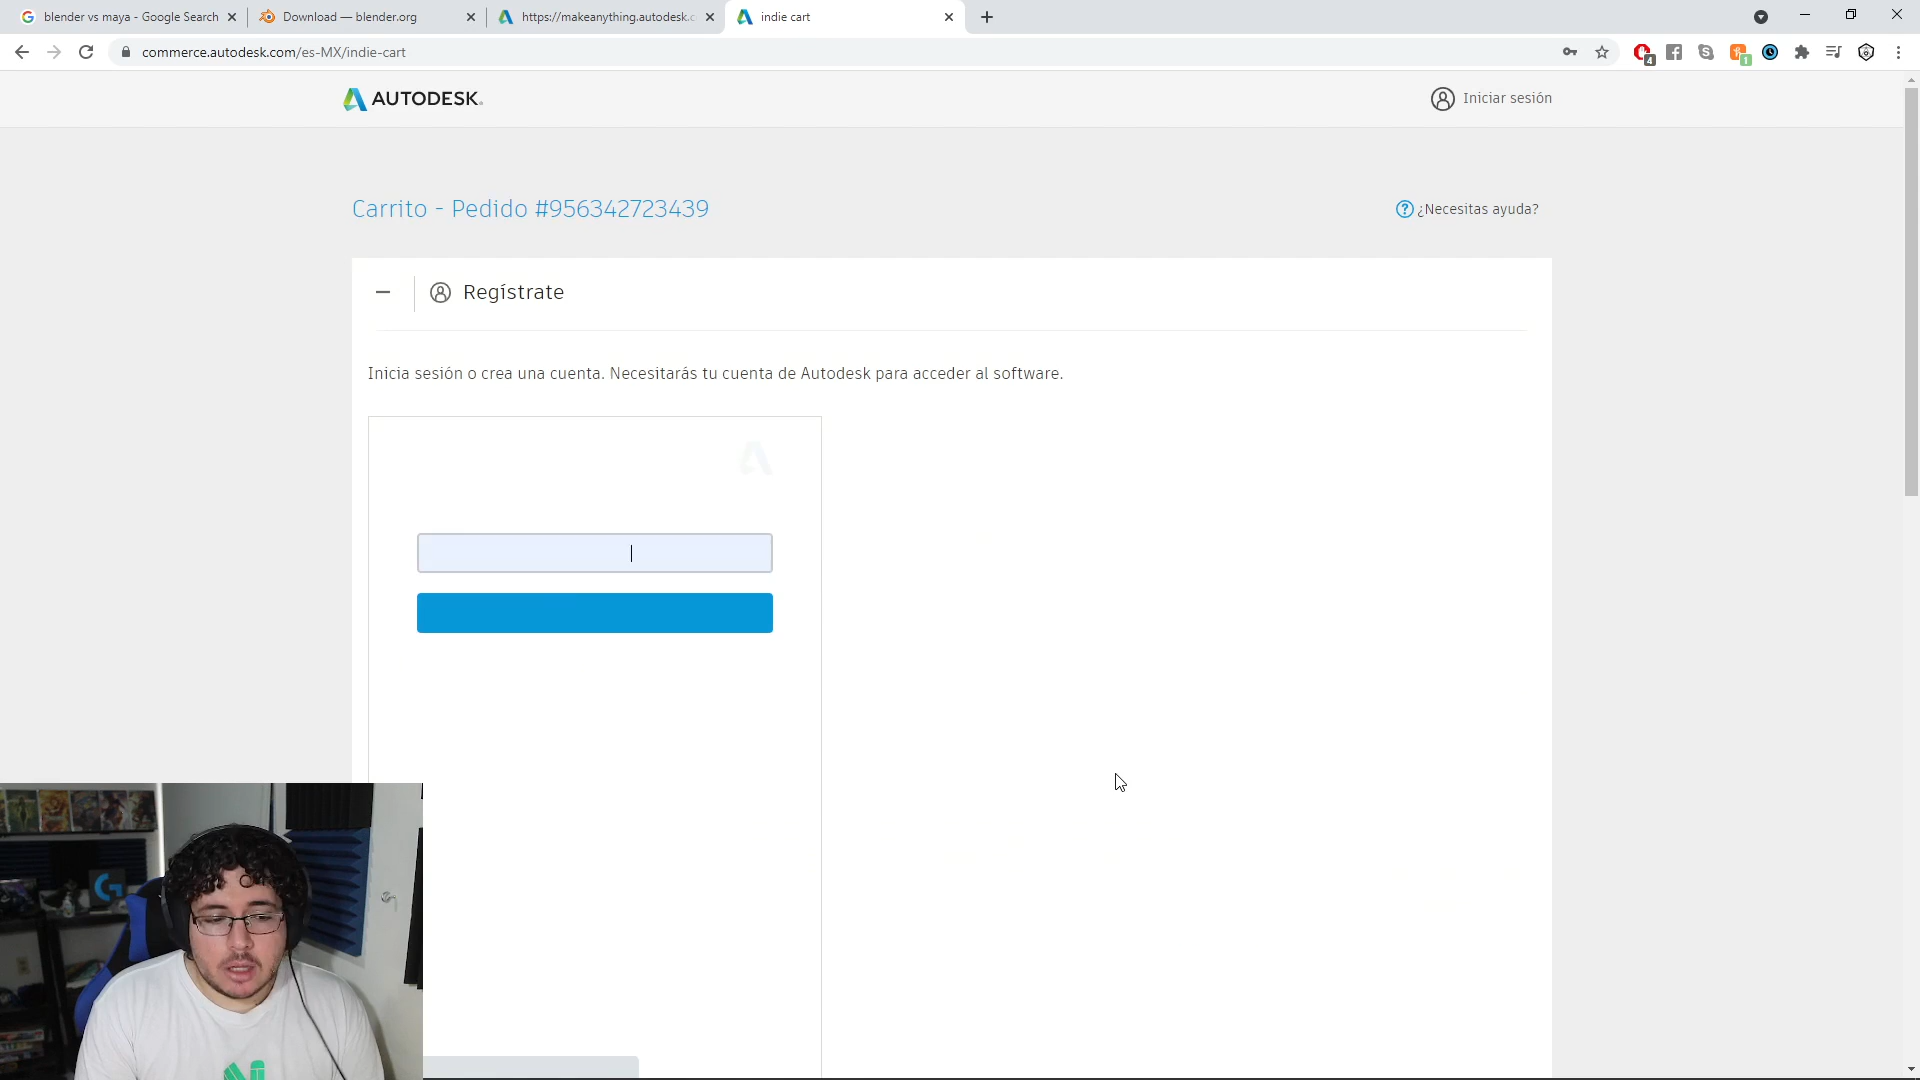 blender vs maya - Google Search
Download — blender.org
https://makeanything.autodesk.c
indie cart
commerce.autodesk.com/es-MX/indie-cart
4
1
AUTODESK.
Iniciar sesión
Carrito - Pedido #956342723439
¿Necesitas ayuda?
Regístrate
Inicia sesión o crea una cuenta. Necesitarás tu cuenta de Autodesk para acceder al software.